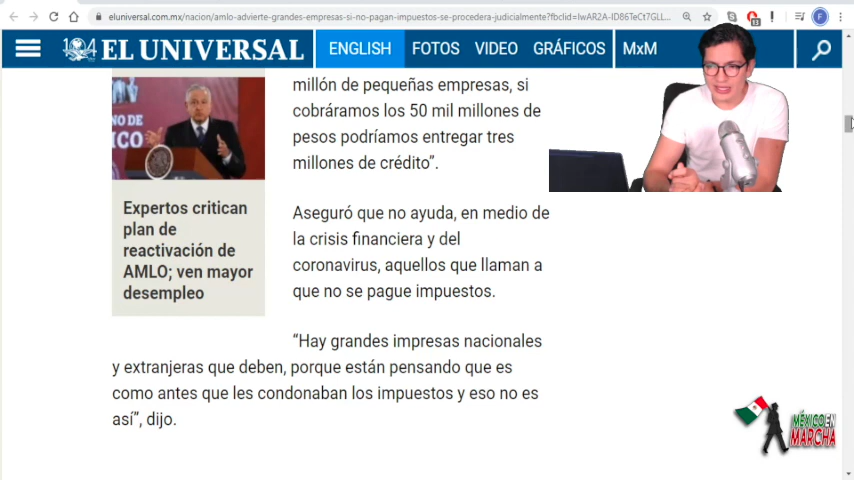 eluniversal.com.mx/nacion/amlo-advierte-grandes-empresas-si-no-pagan-impuestos-se-procedera-judicialmente?fbclid=IwAR2A-ID86TeCt7GLL...
104 EL UNIVERSAL
ENGLISH
FOTOS
VIDEO
GRÁFICOS
MxM
NO DE
ICO
Expertos critican
plan de
reactivación de
AMLO; ven mayor
desempleo
millón de pequeñas empresas, si
cobráramos los 50 mil millones de
pesos podríamos entregar tres
millones de crédito”.
Aseguró que no ayuda, en medio de
la crisis financiera y del
coronavirus, aquellos que llaman a
que no se pague impuestos.
“Hay grandes impresas nacionales
y extranjeras que deben, porque están pensando que es
como antes que les condonaban los impuestos y eso no es
así”, dijo.
MÉXICO EN
MARCHA